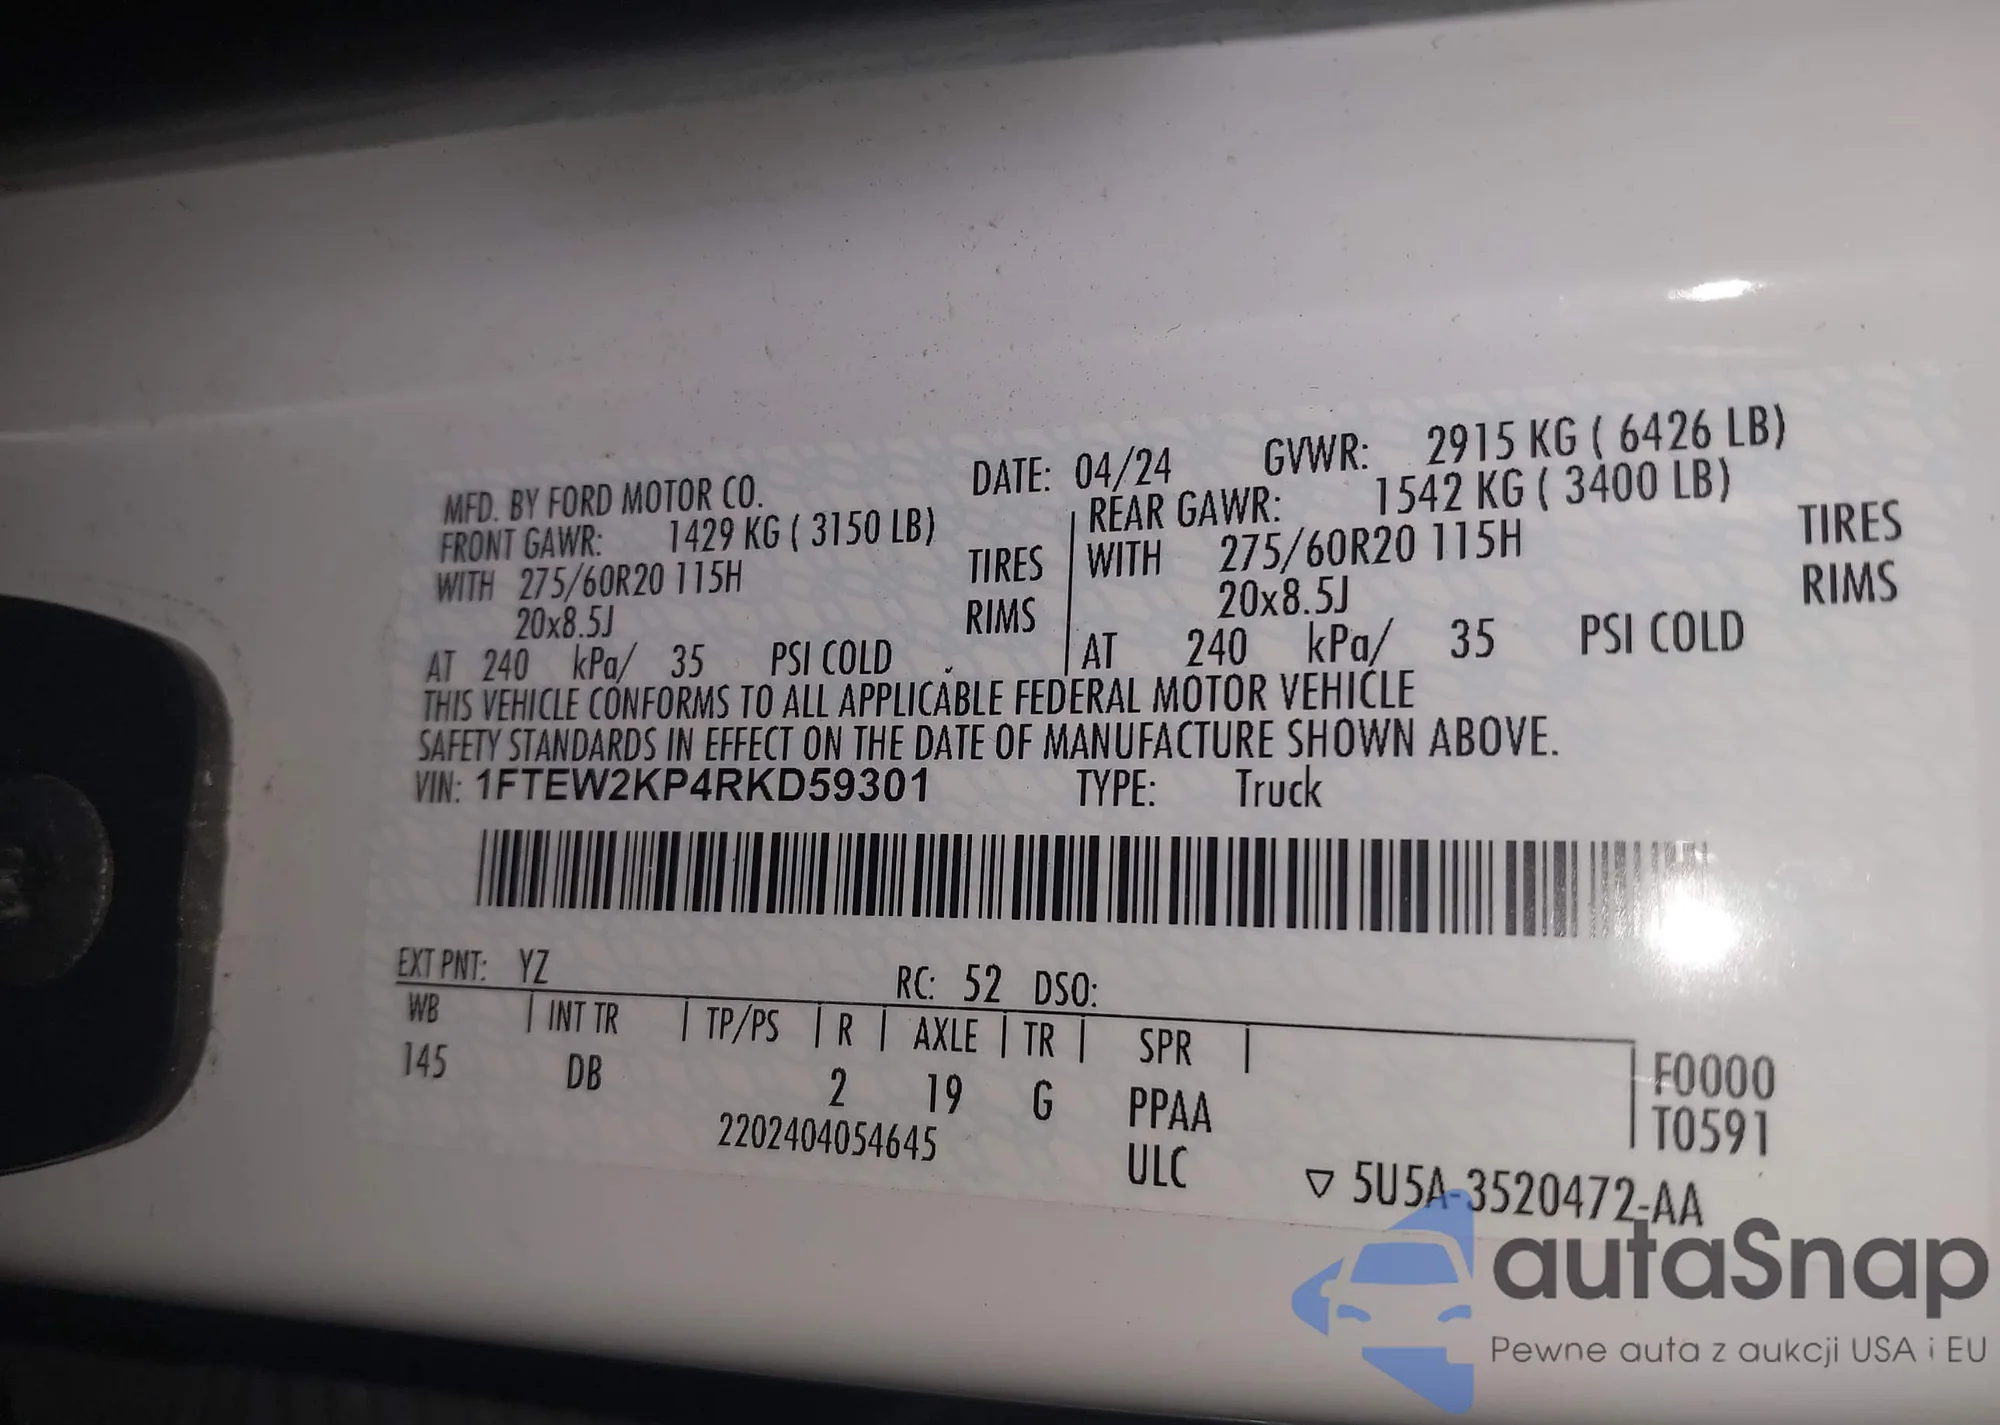 MFD. BY FORD MOTOR CO. DATE: 04/24 GVWR: 2915 KG ( 6426 LB)
FRONT GAWR: 1429 KG ( 3150 LB) REAR GAWR: 1542 KG ( 3400 LB)
WITH 275/60R20 115H TIRES WITH 275/60R20 115H TIRES
20x8.5J RIMS 20x8.5J RIMS
AT 240 kPa/ 35 PSI COLD AT 240 kPa/ 35 PSI COLD
THIS VEHICLE CONFORMS TO ALL APPLICABLE FEDERAL MOTOR VEHICLE
SAFETY STANDARDS IN EFFECT ON THE DATE OF MANUFACTURE SHOWN ABOVE.
VIN: 1FTEW2KP4RKD59301 TYPE: Truck
EXT PNT: YZ RC: 52 DSO:
WB | INT TR | TP/PS | R | AXLE | TR | SPR |
145 DB 2 19 G PPAA F0000
2202404054645 ULC T0591
▽ 5U5A-3520472-AA
autaSnap
Pewne auta z aukcji USA i EU